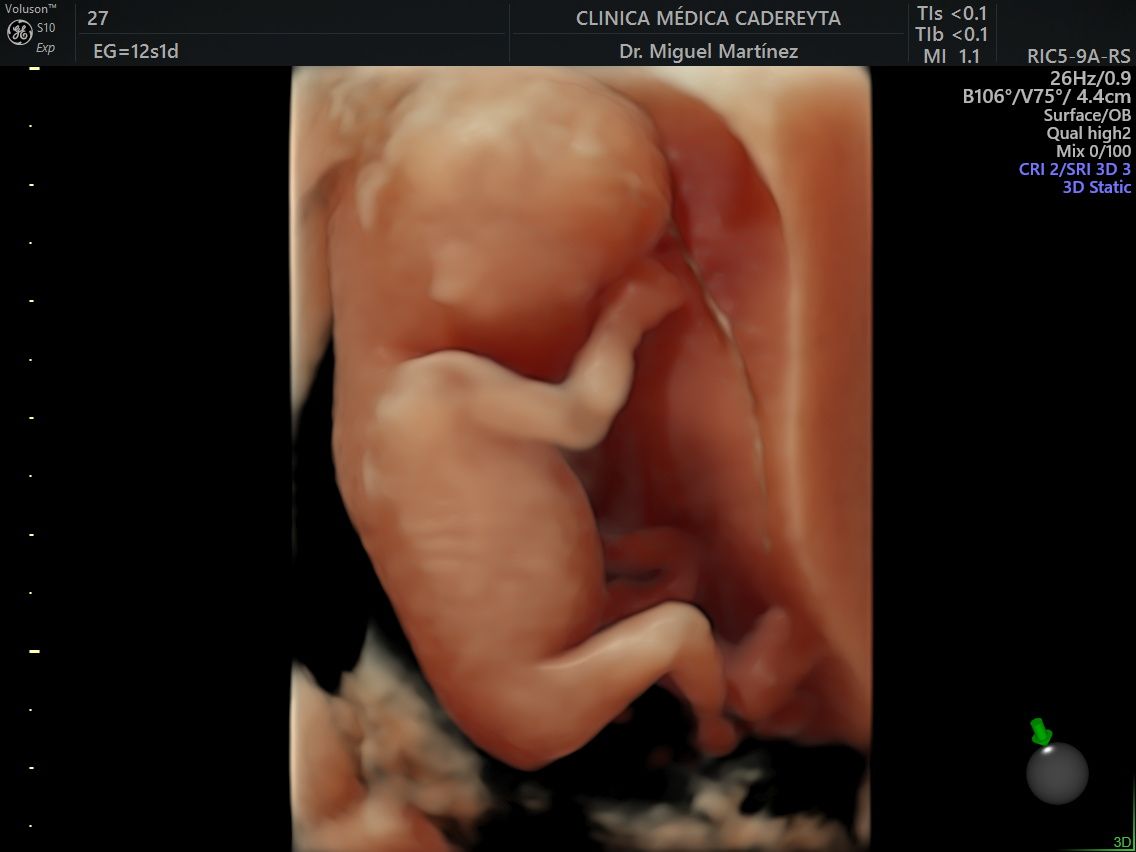 Voluson™
S10
Exp
27
EG=12s1d
CLINICA MÉDICA CADEREYTA
Dr. Miguel Martínez
TIs <0.1
TIb <0.1
MI 1.1
RIC5-9A-RS
26Hz/0.9
B106°/V75°/ 4.4cm
Surface/OB
Qual high2
Mix 0/100
CRI 2/SRI 3D 3
3D Static
3D